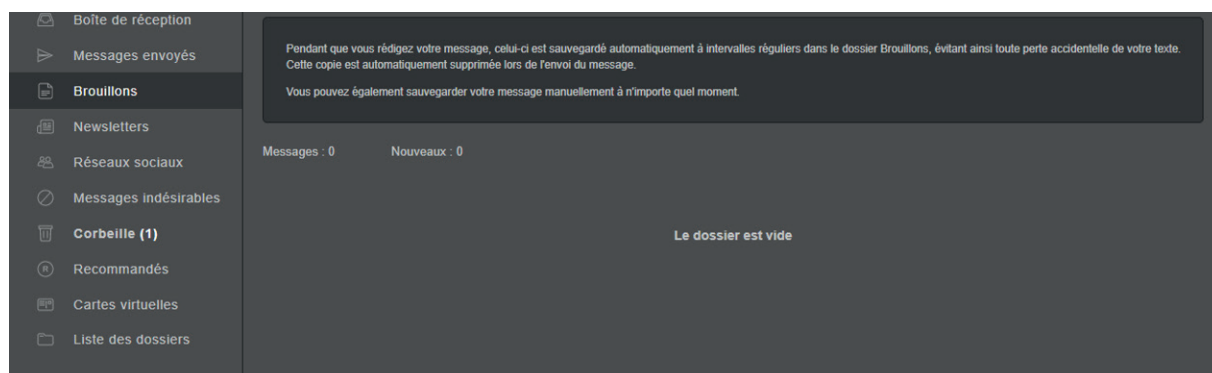 Boîte de réception
Messages envoyés
Brouillons
Newsletters
Réseaux sociaux
Messages indésirables
Corbeille (1)
Recommandés
Cartes virtuelles
Liste des dossiers
Pendant que vous rédigez votre message, celui-ci est sauvegardé automatiquement à intervalles réguliers dans le dossier Brouillons, évitant ainsi toute perte accidentelle de votre texte.
Cette copie est automatiquement supprimée lors de l'envoi du message.
Vous pouvez également sauvegarder votre message manuellement à n'importe quel moment.
Messages : 0 Nouveaux : 0
Le dossier est vide